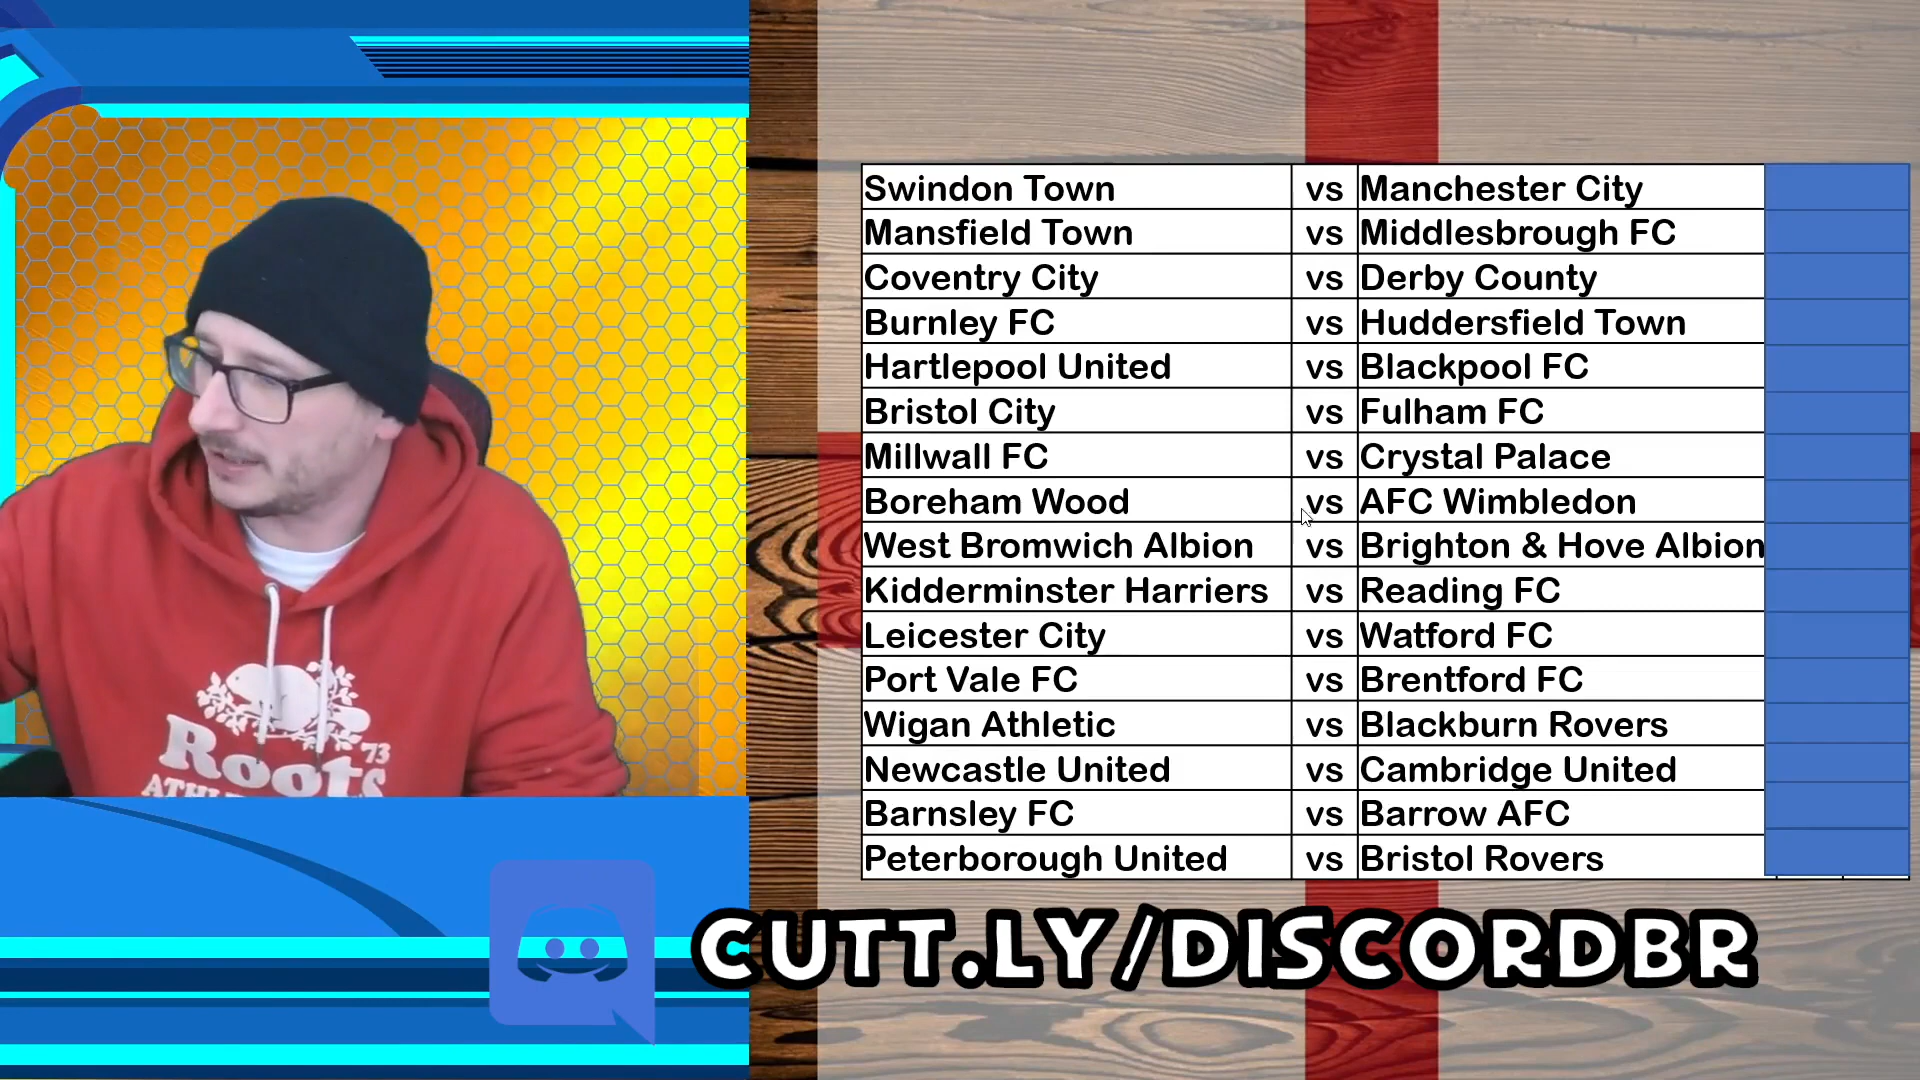 Swindon Town vs Manchester City
Mansfield Town vs Middlesbrough FC
Coventry City vs Derby County
Burnley FC vs Huddersfield Town
Hartlepool United vs Blackpool FC
Bristol City vs Fulham FC
Millwall FC vs Crystal Palace
Boreham Wood vs AFC Wimbledon
West Bromwich Albion vs Brighton & Hove Albion
Kidderminster Harriers vs Reading FC
Leicester City vs Watford FC
Port Vale FC vs Brentford FC
Wigan Athletic vs Blackburn Rovers
Newcastle United vs Cambridge United
Barnsley FC vs Barrow AFC
Peterborough United vs Bristol Rovers
Roots
73
CUTT.LY/DISCORDBR